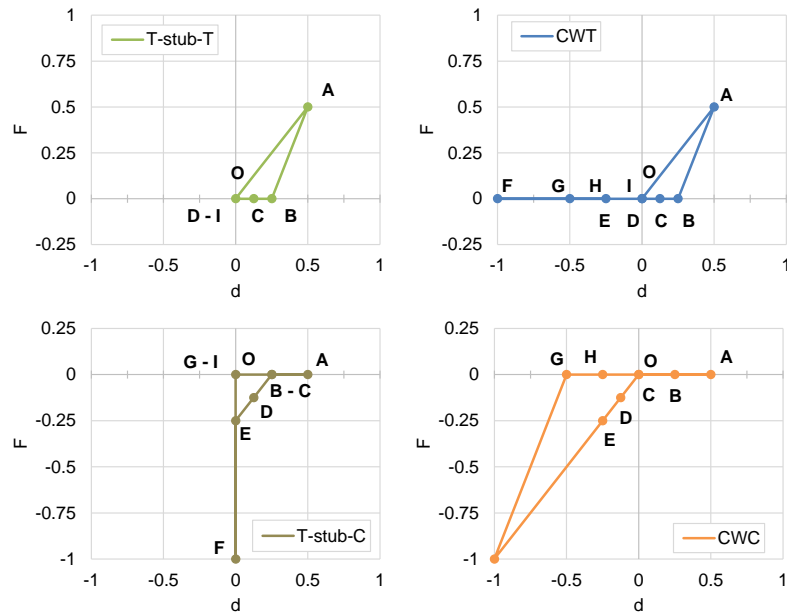 1
T-stub-T
0.75
A
0.5
F
0.25
O
0
D - I
C
B
-0.25
-1
-0.5
0
0.5
1
d
1
CWT
0.75
A
0.5
F
0.25
O
F
G
H
I
0
E
D
C
B
-0.25
-1
-0.5
0
0.5
1
d
0.25
G - I
O
A
0
B - C
D
-0.25
E
F
-0.5
-0.75
T-stub-C
F
-1
-1
-0.5
0
0.5
1
d
0.25
G
H
O
A
0
C
B
D
-0.25
E
F
-0.5
-0.75
CWC
-1
-1
-0.5
0
0.5
1
d